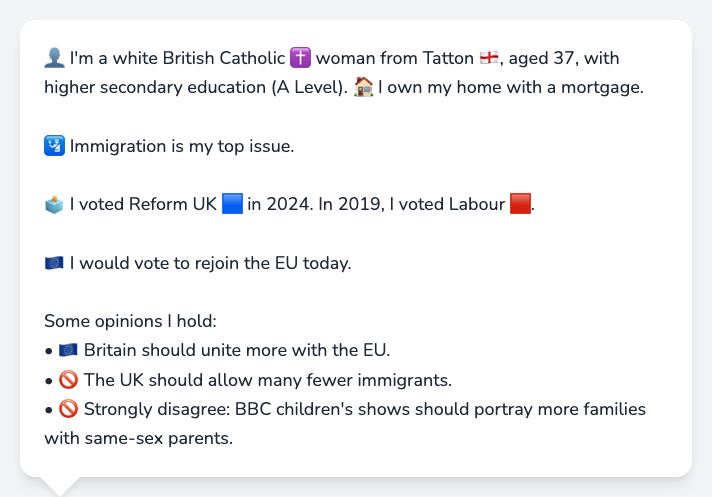 👤 I'm a white British Catholic ✝️ woman from Tatton 🏴󠁧󠁢󠁥󠁮󠁧󠁿, aged 37, with
higher secondary education (A Level). 🏠 I own my home with a mortgage.
🛂 Immigration is my top issue.
🗳️ I voted Reform UK 🟦 in 2024. In 2019, I voted Labour 🟥.
🇪🇺 I would vote to rejoin the EU today.
Some opinions I hold:
• 🇪🇺 Britain should unite more with the EU.
• 🚫 The UK should allow many fewer immigrants.
• 🚫 Strongly disagree: BBC children's shows should portray more families
with same-sex parents.